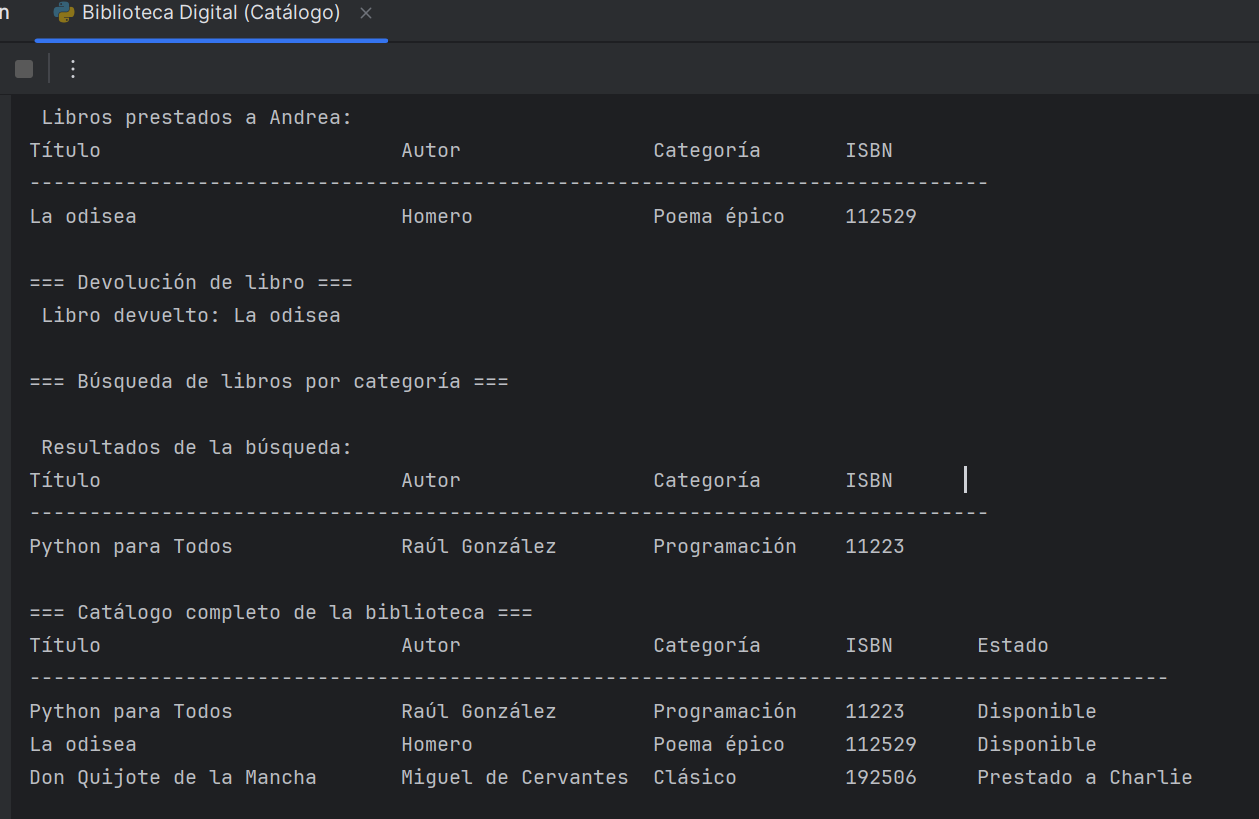 n Biblioteca Digital (Catálogo)
Libros prestados a Andrea:
Título Autor Categoría ISBN
--------------------------------------------------------------------------------
La odisea Homero Poema épico 112529
=== Devolución de libro ===
Libro devuelto: La odisea
=== Búsqueda de libros por categoría ===
Resultados de la búsqueda:
Título Autor Categoría ISBN
--------------------------------------------------------------------------------
Python para Todos Raúl González Programación 11223
=== Catálogo completo de la biblioteca ===
Título Autor Categoría ISBN Estado
-----------------------------------------------------------------------------------------------
Python para Todos Raúl González Programación 11223 Disponible
La odisea Homero Poema épico 112529 Disponible
Don Quijote de la Mancha Miguel de Cervantes Clásico 192506 Prestado a Charlie